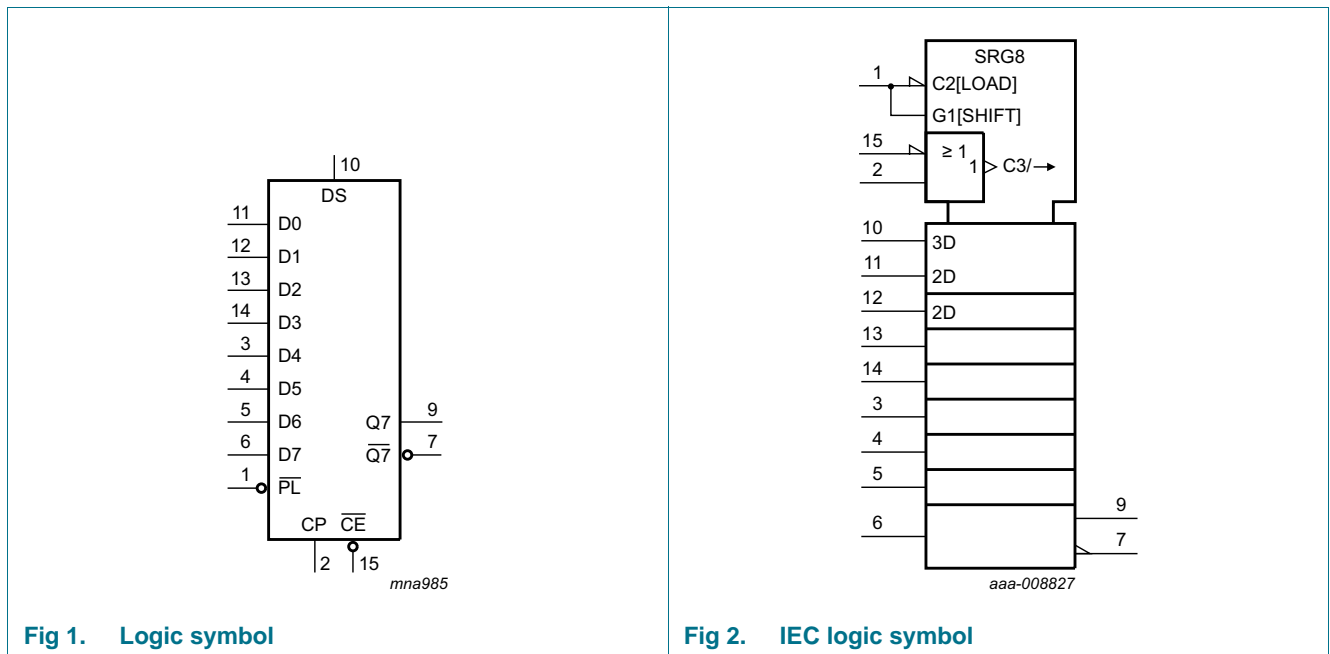 10
DS
11 D0
12 D1
13 D2
14 D3
3 D4
4 D5
5 D6
Q7 9
6 D7
Q7 7
1 PL
CP CE
2 15
mna985
Fig 1. Logic symbol
SRG8
1 C2[LOAD]
G1[SHIFT]
15 ≥ 1
2 1 C3/→
10 3D
11 2D
12 2D
13
14
3
4
5
6
9
7
aaa-008827
Fig 2. IEC logic symbol